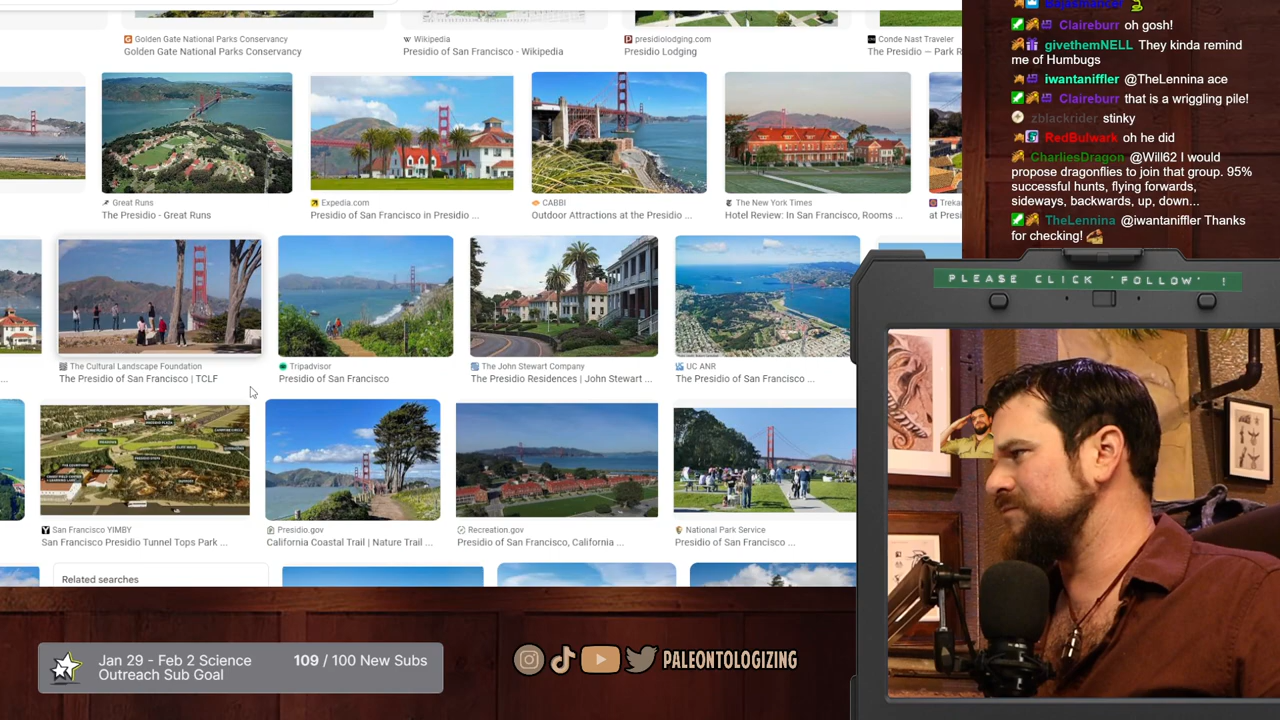 Golden Gate National Parks Conservancy
Golden Gate National Parks Conservancy
Wikipedia
Presidio of San Francisco - Wikipedia
presidiolodging.com
Presidio Lodging
Conde Nast Traveler
The Presidio — Park R
Great Runs
The Presidio - Great Runs
Expedia.com
Presidio of San Francisco in Presidio ...
CABBI
Outdoor Attractions at the Presidio ...
The New York Times
Hotel Review: In San Francisco, Rooms ...
Treka
at Presi
...
The Cultural Landscape Foundation
The Presidio of San Francisco | TCLF
Tripadvisor
Presidio of San Francisco
The John Stewart Company
The Presidio Residences | John Stewart ...
UC ANR
The Presidio of San Francisco ...
San Francisco YIMBY
San Francisco Presidio Tunnel Tops Park ...
Presidio.gov
California Coastal Trail | Nature Trail ...
Recreation.gov
Presidio of San Francisco, California ...
National Park Service
Presidio of San Francisco ...
Related searches
Claireburr oh gosh!
givethemNELL They kinda remind
me of Humbugs
iwantaniffler @TheLennina ace
Claireburr that is a wriggling pile!
zblackrider stinky
RedBulwark oh he did
CharliesDragon @Will62 I would
propose dragonflies to join that group. 95%
successful hunts, flying forwards,
sideways, backwards, up, down...
TheLennina @iwantaniffler Thanks
for checking!
PLEASE CLICK 'FOLLOW' !
Jan 29 - Feb 2 Science
Outreach Sub Goal
109 / 100 New Subs
PALEONTOLOGIZING